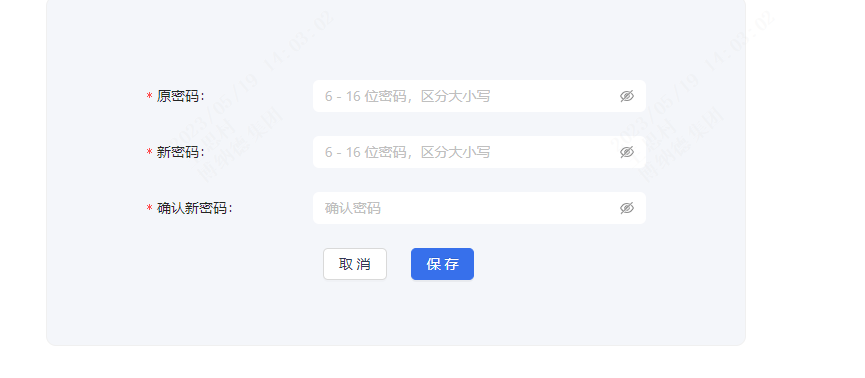 * 原密码:
6 - 16 位密码，区分大小写
* 新密码:
6 - 16 位密码，区分大小写
* 确认新密码:
确认密码
取 消
保 存